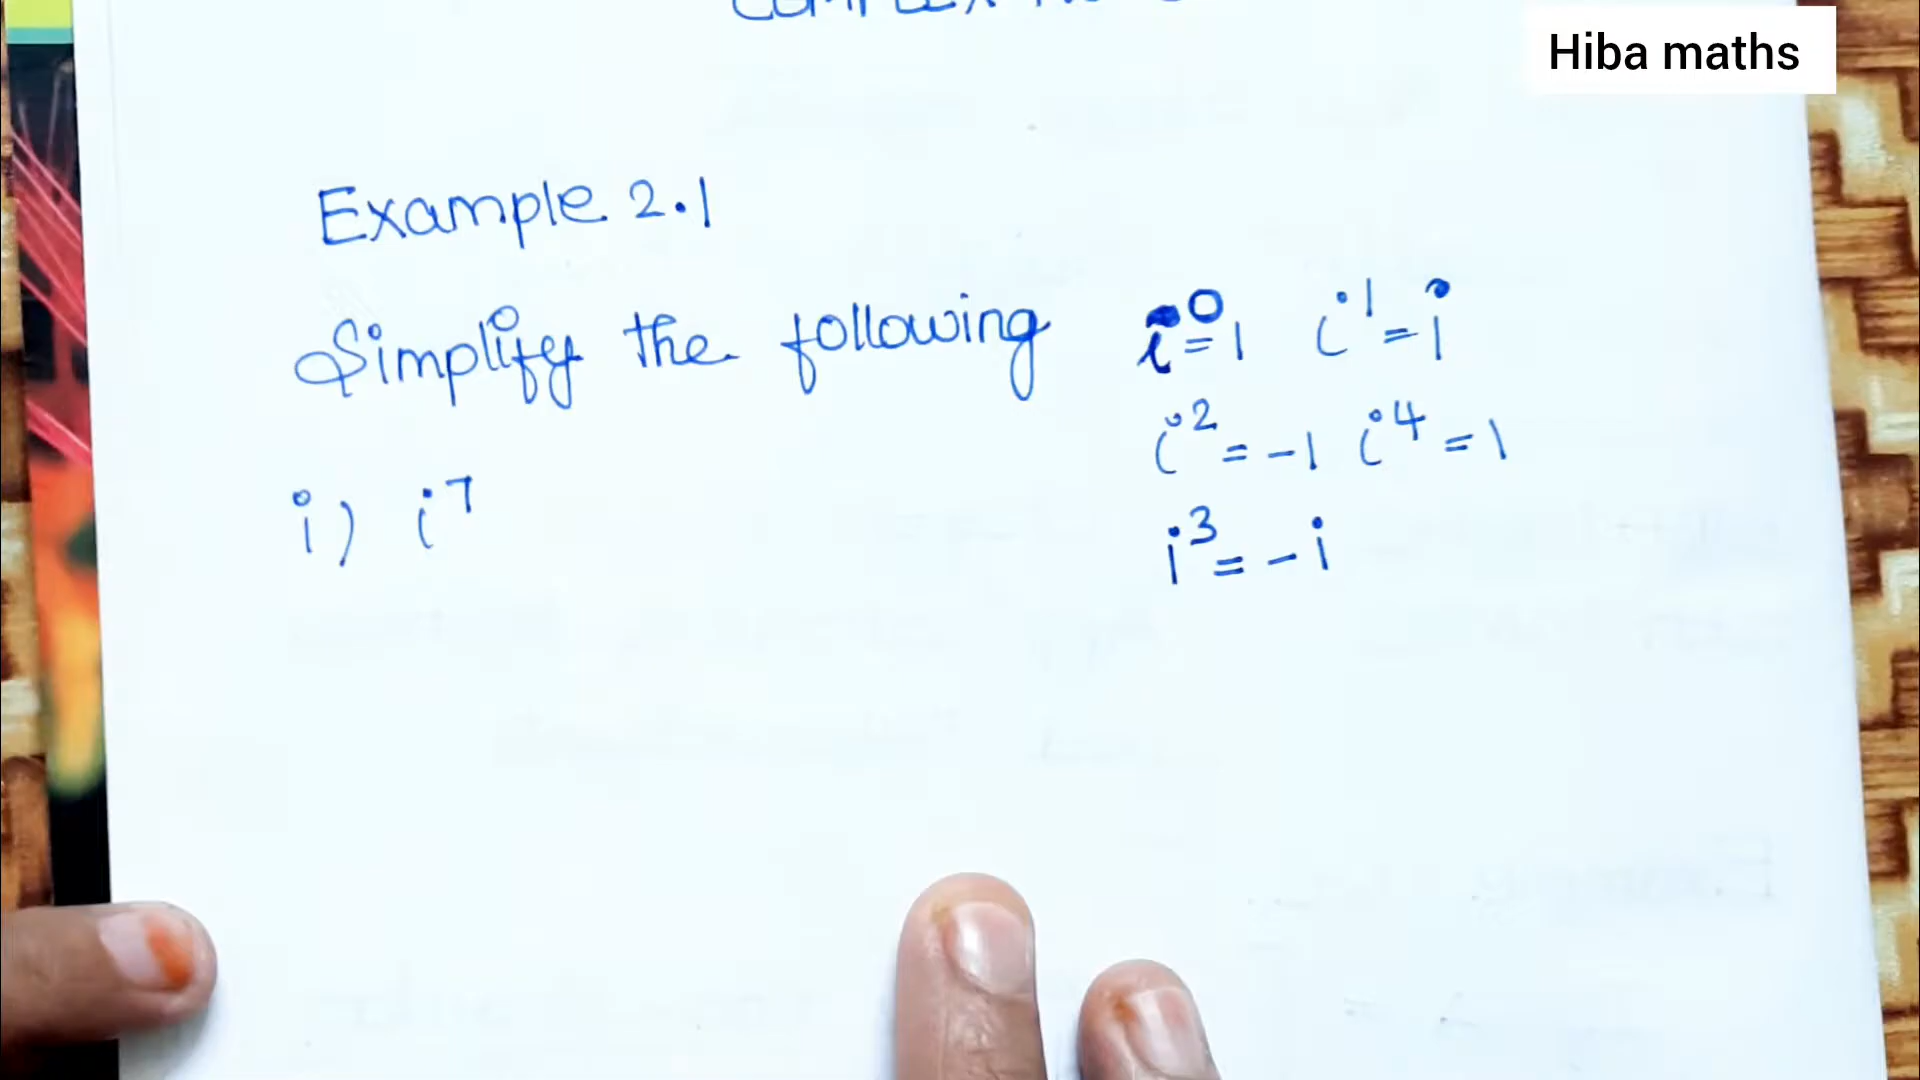 Hiba maths
Example 2.1
Simplify the following
i⁰=1 i¹=i
i²=-1 i⁴=1
i) i⁷
i³=-i